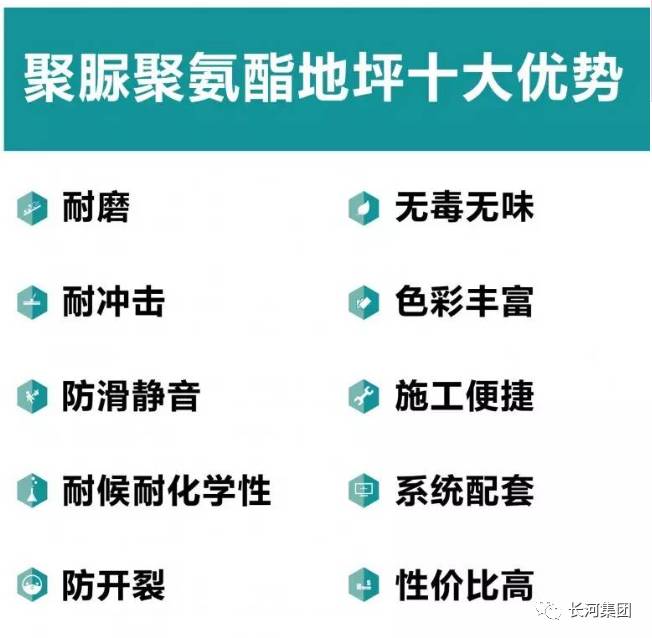 聚脲聚氨酯地坪十大优势
耐磨
无毒无味
耐冲击
色彩丰富
防滑静音
施工便捷
耐候耐化学性
系统配套
防开裂
性价比高
长河集团